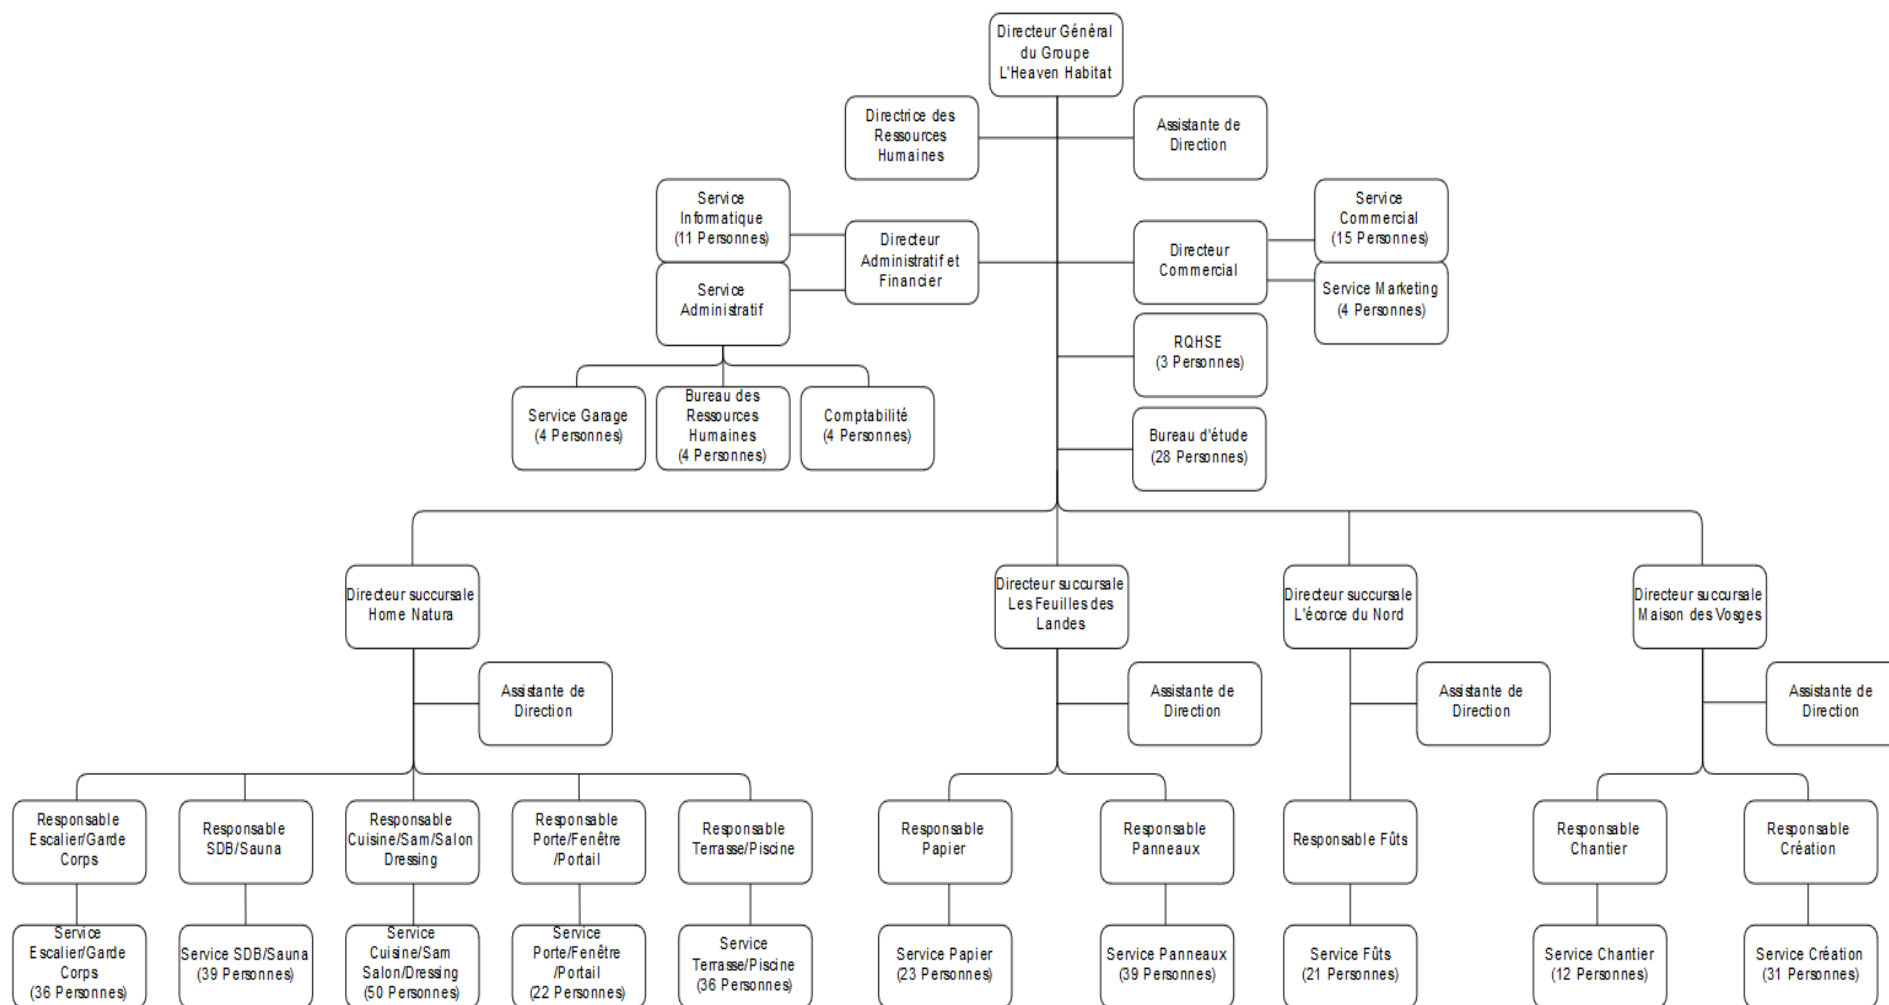 Directeur Général
du Groupe
L'Heaven Habitat
Directrice des
Ressources
Humaines
Assistante de
Direction
Service
Informatique
(11 Personnes)
Directeur
Administratif et
Financier
Directeur
Commercial
Service
Commercial
(15 Personnes)
Service
Administratif
Service Marketing
(4 Personnes)
RQHSE
(3 Personnes)
Service Garage
(4 Personnes)
Bureau des
Ressources
Humaines
(4 Personnes)
Comptabilité
(4 Personnes)
Bureau d'étude
(28 Personnes)
Directeur succursale
Home Natura
Directeur succursale
Les Feuilles des
Landes
Directeur succursale
L'écorce du Nord
Directeur succursale
Maison des Vosges
Assistante de
Direction
Assistante de
Direction
Assistante de
Direction
Assistante de
Direction
Responsable
Escalier/Garde
Corps
Responsable
SDB/Sauna
Responsable
Cuisine/Sam/Salon
Dressing
Responsable
Porte/Fenêtre
/Portail
Responsable
Terrasse/Piscine
Responsable
Papier
Responsable
Panneaux
Responsable Fûts
Responsable
Chantier
Responsable
Création
Service
Escalier/Garde
Corps
(36 Personnes)
Service SDB/Sauna
(39 Personnes)
Service
Cuisine/Sam
Salon/Dressing
(50 Personnes)
Service
Porte/Fenêtre
/Portail
(22 Personnes)
Service
Terrasse/Piscine
(36 Personnes)
Service Papier
(23 Personnes)
Service Panneaux
(39 Personnes)
Service Fûts
(21 Personnes)
Service Chantier
(12 Personnes)
Service Création
(31 Personnes)